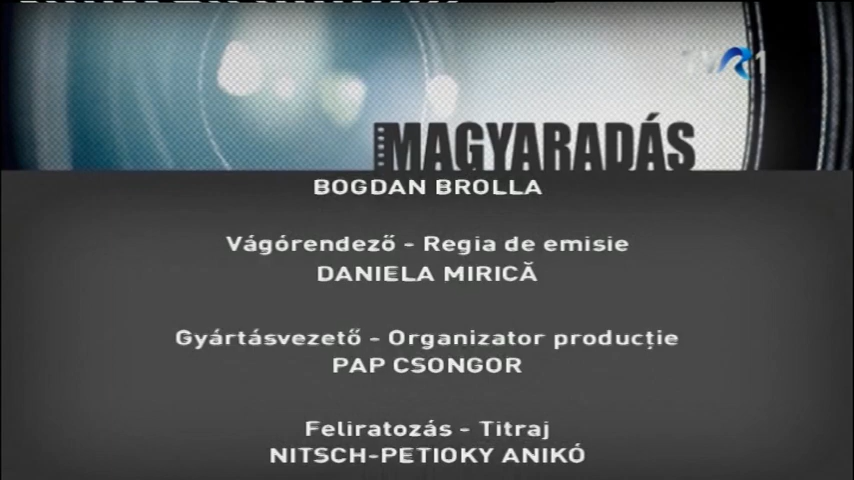 TVR1
MAGYARADÁS
BOGDAN BROLLA
Vágórendező - Regia de emisie
DANIELA MIRICĂ
Gyártásvezető - Organizator producție
PAP CSONGOR
Feliratozás - Titraj
NITSCH-PETIOKY ANIKÓ